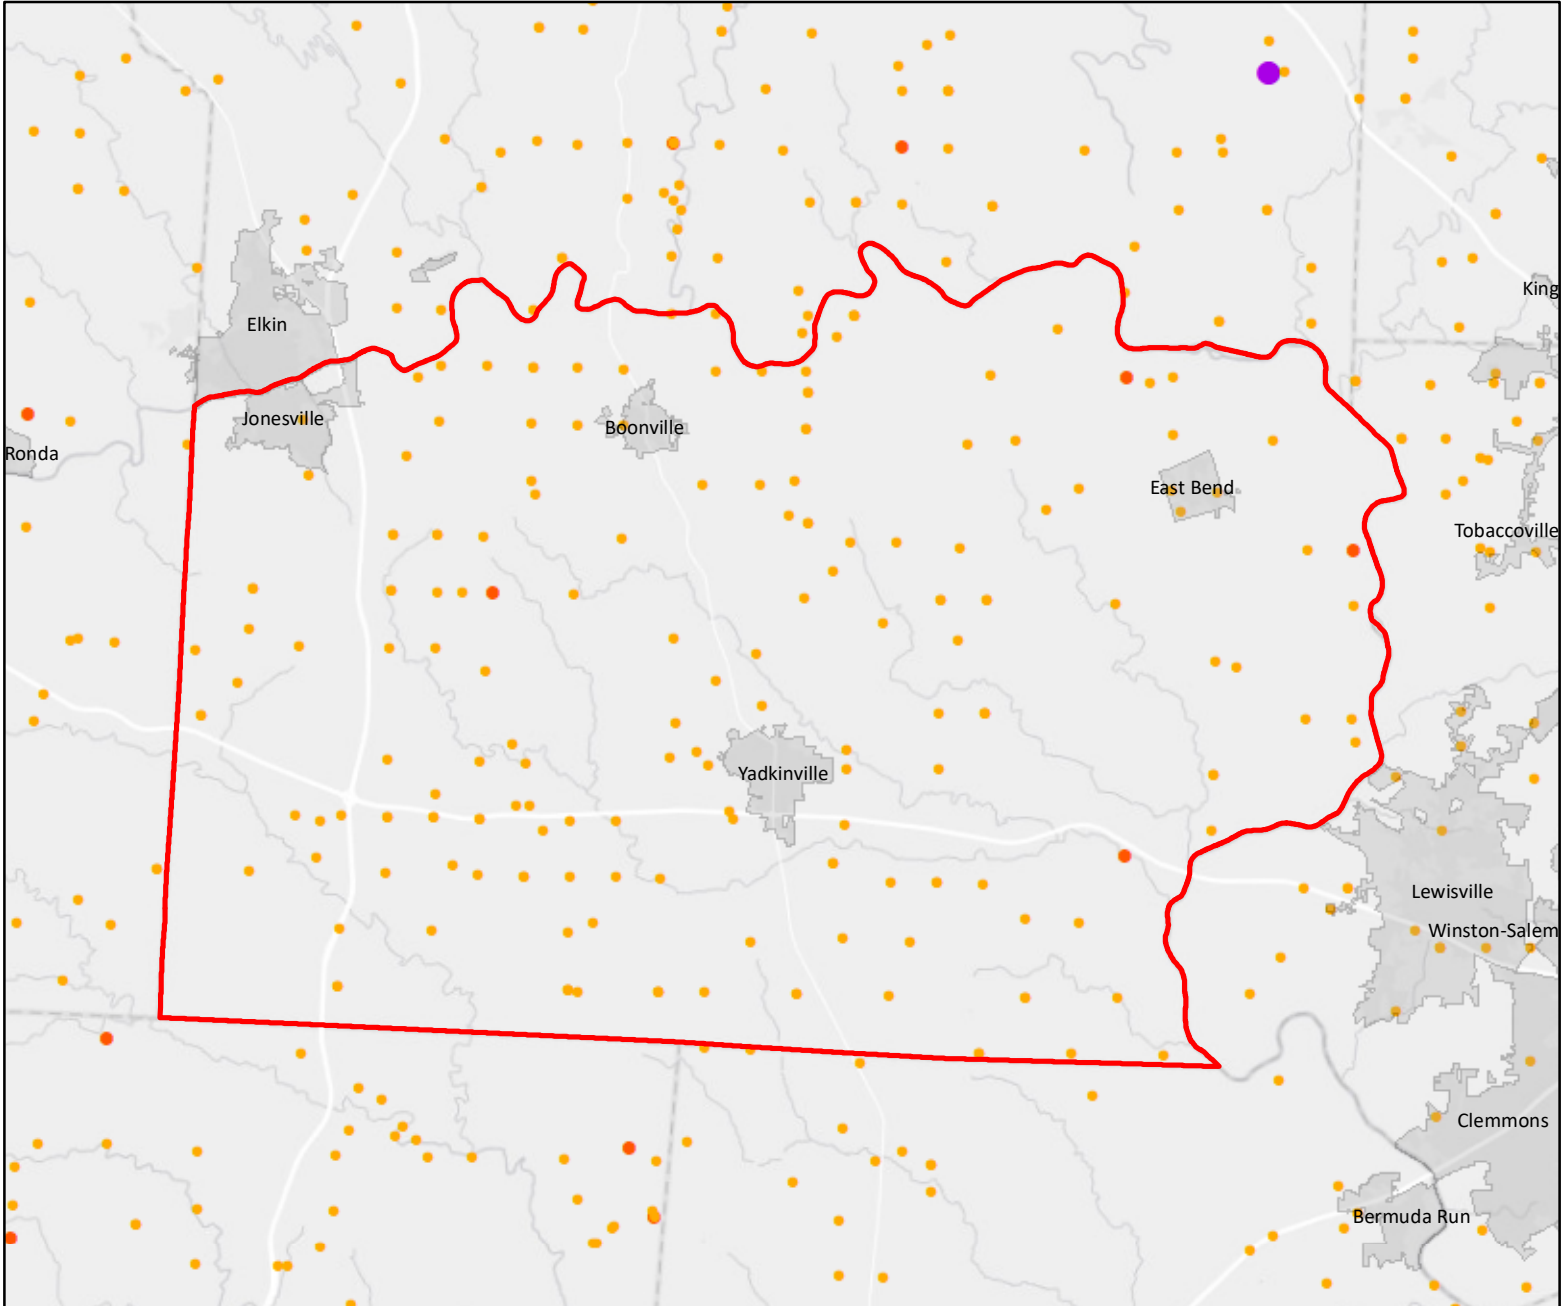 King
Elkin
Jonesville
Boonville
Ronda
East Bend
Tobaccoville
Yadkinville
Lewisville
Winston-Salem
Clemmons
Bermuda Run